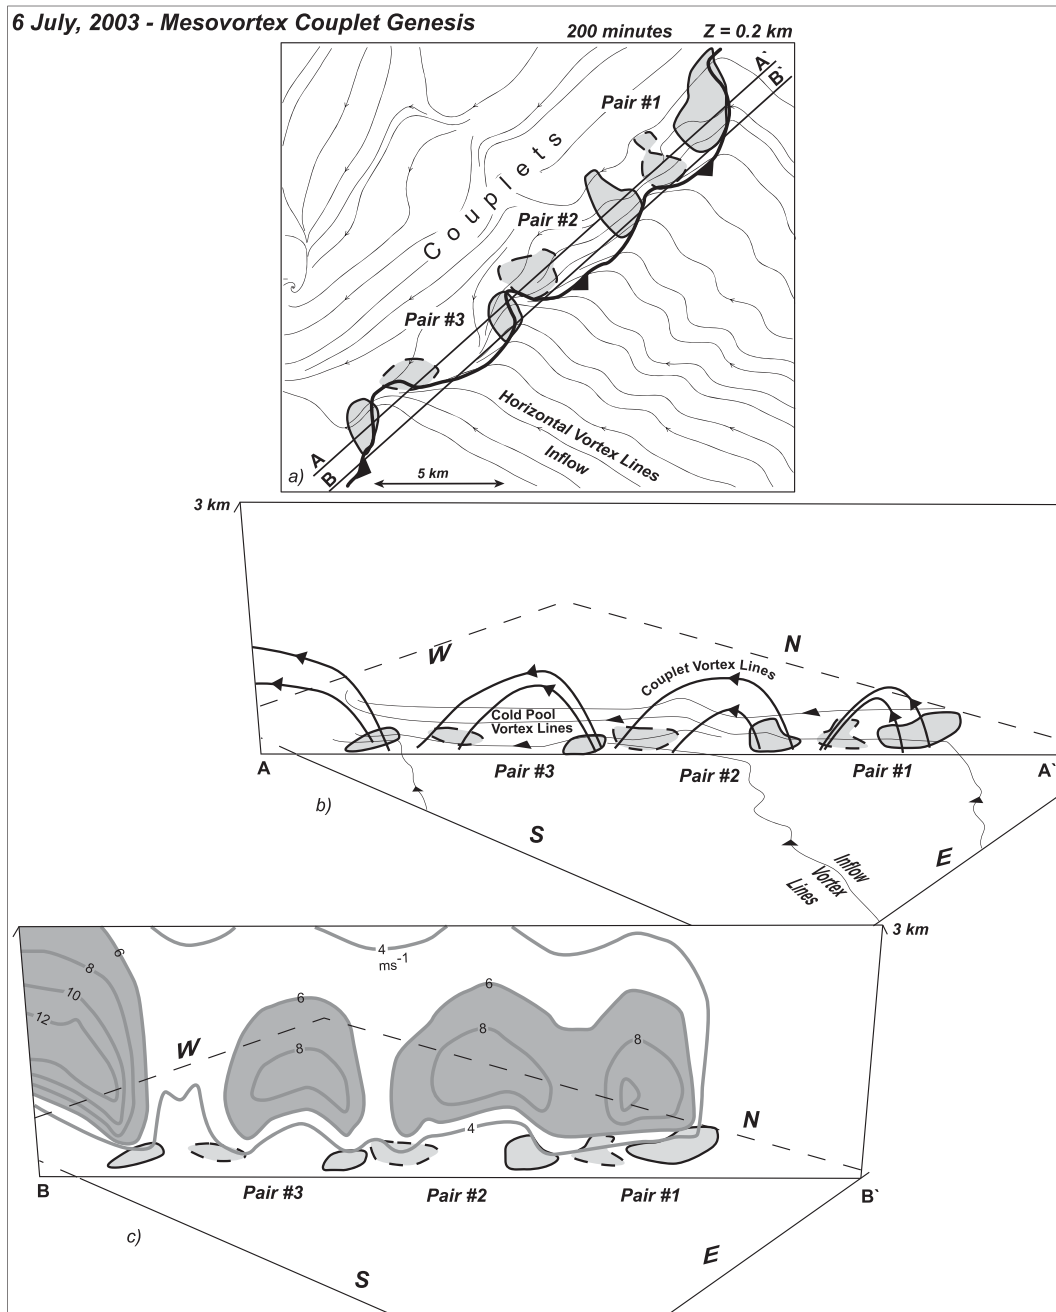 6 July, 2003 - Mesovortex Couplet Genesis
200 minutes Z = 0.2 km
A`
B`
Pair #1
Couplets
Pair #2
Pair #3
Horizontal Vortex Lines
Inflow
A
B
a)
5 km
3 km
W
N
Couplet Vortex Lines
Cold Pool
Vortex Lines
A
Pair #3
Pair #2
Pair #1
A`
b)
S
E
Inflow
Vortex
Lines
3 km
4
ms-1
6
8
10
12
6
8
6
8
8
W
N
4
B
Pair #3
Pair #2
Pair #1
B`
c)
S
E